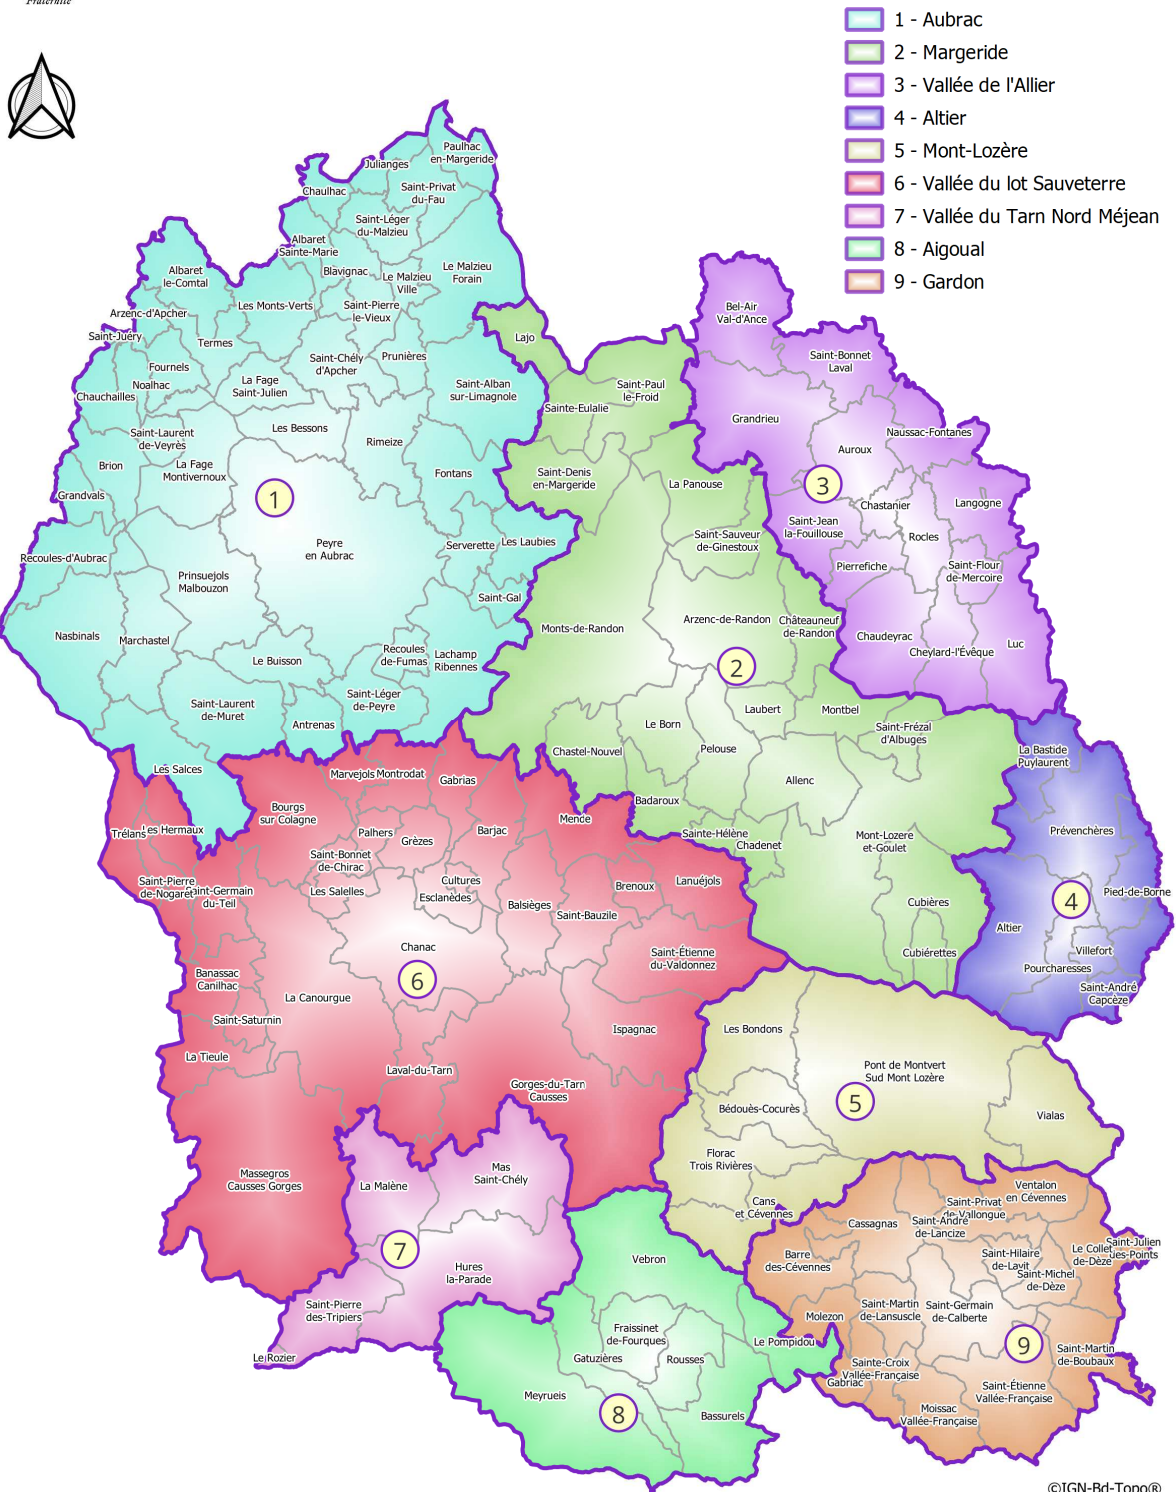 Fraternité
1 - Aubrac
2 - Margeride
3 - Vallée de l'Allier
4 - Altier
5 - Mont-Lozère
6 - Vallée du lot Sauveterre
7 - Vallée du Tarn Nord Méjean
8 - Aigoual
9 - Gardon
Paulhac
en-Margeride
Julianges
Chaulhac
Saint-Privat
du-Fau
Saint-Léger
du-Malzieu
Albaret
Sainte-Marie
Blavignac
Le Malzieu
Ville
Le Malzieu
Forain
Albaret
le-Comtal
Les Monts-Verts
Saint-Pierre
le-Vieux
Arzenc-d'Apcher
Saint-Juéry
Termes
Fournels
Noalhac
Chauchailles
La Fage
Saint-Julien
Saint-Chély
d'Apcher
Prunières
Saint-Alban
sur-Limagnole
Les Bessons
Rimeize
Saint-Laurent
de-Veyrès
Brion
La Fage
Montivernoux
Fontans
Grandvals
1
Peyre
en Aubrac
Serverette
Les Laubies
Recoules-d'Aubrac
Prinsuejols
Malbouzon
Saint-Gal
Nasbinals
Marchastel
Le Buisson
Recoules
de-Fumas
Lachamp
Ribennes
Saint-Léger
de-Peyre
Saint-Laurent
de-Muret
Antrenas
Les Salces
Lajo
Saint-Paul
le-Froid
Sainte-Eulalie
Saint-Denis
en-Margeride
La Panouse
Saint-Sauveur
de-Ginestoux
Monts-de-Randon
Arzenc-de-Randon
Châteauneuf
de-Randon
2
Laubert
Montbel
Le Born
Saint-Frézal
d'Albuges
Chastel-Nouvel
Pelouse
Allenc
Badaroux
Sainte-Hélène
Chadenet
Mont-Lozere
et-Goulet
Cubières
Cubiérettes
Bel-Air
Val-d'Ance
Saint-Bonnet
Laval
Grandrieu
Auroux
Naussac-Fontanes
3
Chastanier
Langogne
Saint-Jean
la-Fouillouse
Rocles
Pierrefiche
Saint-Flour
de-Mercoire
Chaudeyrac
Cheylard-l'Évêque
Luc
La Bastide
Puylaurent
Prévenchères
4
Pied-de-Borne
Altier
Villefort
Pourcharesses
Saint-André
Capcèze
Marvejols
Montrodat
Gabrias
Bourgs
sur Colagne
Trélans
Les Hermaux
Palhers
Grèzes
Barjac
Mende
Saint-Bonnet
de-Chirac
Saint-Pierre
de-Nogaret
Saint-Germain
du-Teil
Les Salelles
Cultures
Esclanèdes
Balsièges
Saint-Bauzile
Brenoux
Lanuéjols
Chanac
Saint-Étienne
du-Valdonnez
Banassac
Canilhac
6
La Canourgue
Saint-Saturnin
Ispagnac
La Tieule
Laval-du-Tarn
Gorges-du-Tarn
Causses
Massegros
Causses Gorges
Les Bondons
Pont de Montvert
Sud Mont Lozère
5
Bédouès-Cocurès
Vialas
Florac
Trois Rivières
Cans
et Cévennes
La Malène
Mas
Saint-Chély
7
Hures
la-Parade
Saint-Pierre
des-Tripiers
Le Rozier
Vebron
Fraissinet
de-Fourques
Gatuzières
Rousses
Le Pompidou
Meyrueis
8
Bassurels
Ventalon
en Cévennes
Saint-Privat
de-Vallongue
Cassagnas
Saint-André
de-Lancize
Barre
des-Cévennes
Saint-Hilaire
de-Lavit
Le Collet
de-Dèze
Saint-Julien
des-Points
Saint-Michel
de-Dèze
Molezon
Saint-Martin
de-Lansuscle
Saint-Germain
de-Calberte
9
Saint-Martin
de-Boubaux
Sainte-Croix
Vallée-Française
Gabriac
Saint-Étienne
Vallée-Française
Moissac
Vallée-Française
©IGN-Bd-Topo®